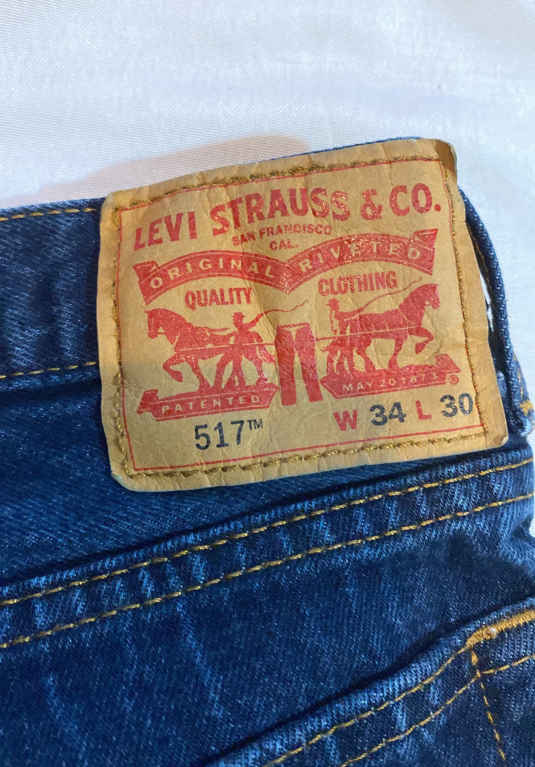 LEVI STRAUSS & CO.
SAN FRANCISCO
CAL.
ORIGINAL RIVETED
QUALITY CLOTHING
PATENTED MAY 20 1873 ®
517™ W 34 L 30